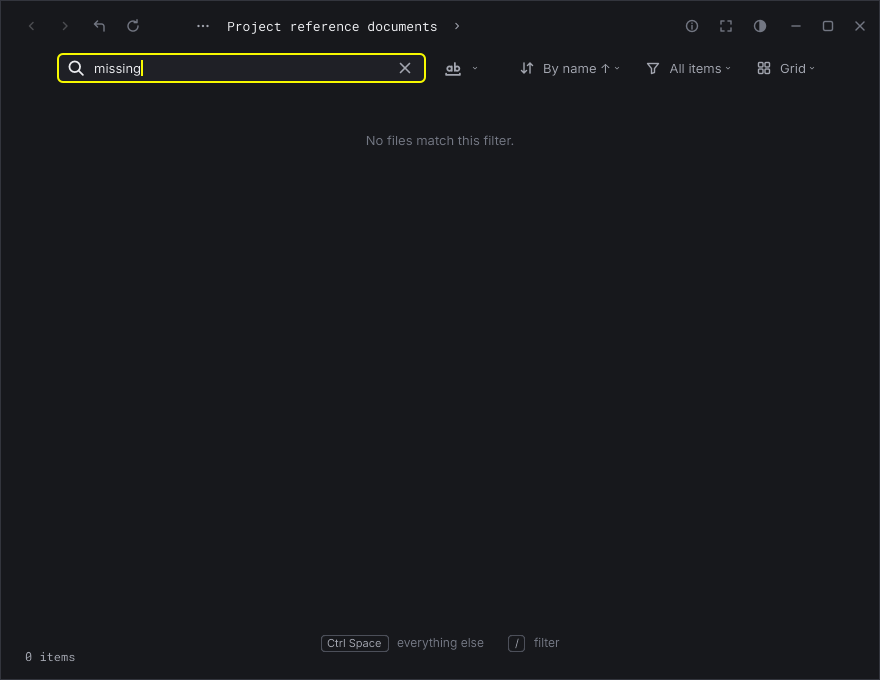 Project reference documents
missing
ab
By name ↑
All items
Grid
No files match this filter.
Ctrl Space everything else / filter
0 items